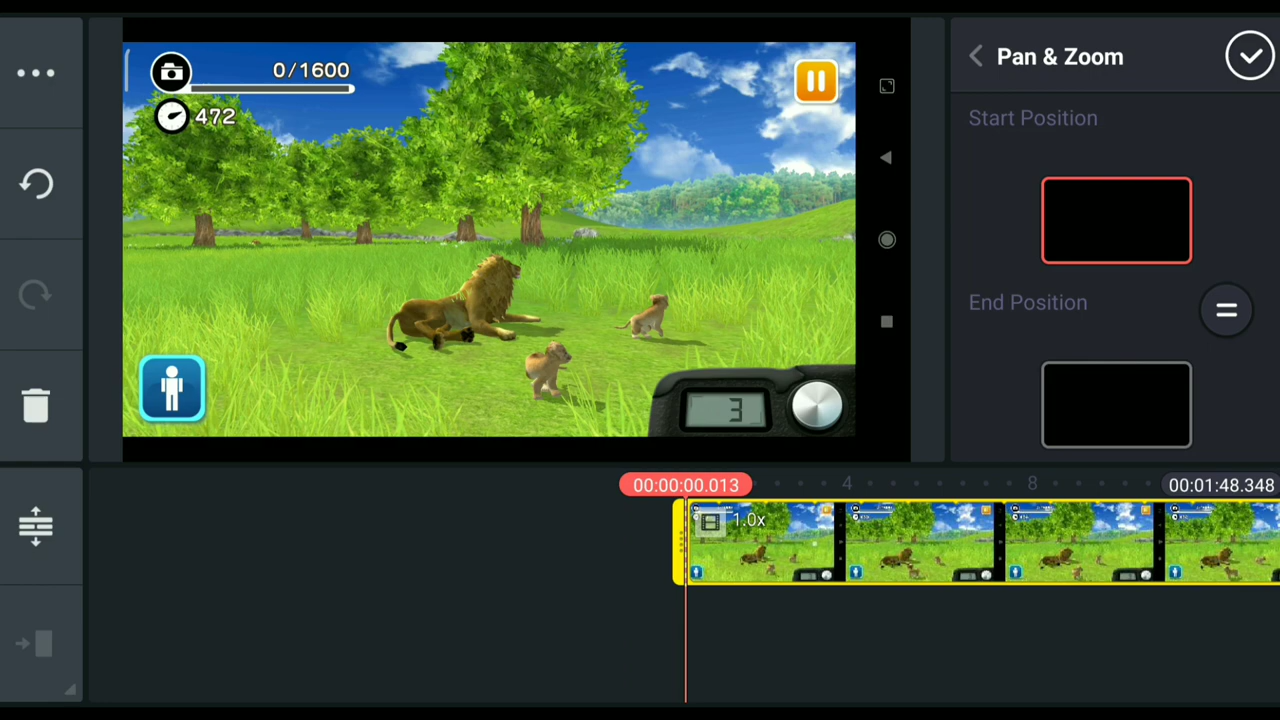 0/1600
472
3
Pan & Zoom
Start Position
End Position
=
00:00:00.013
4
8
00:01:48.348
1.0x